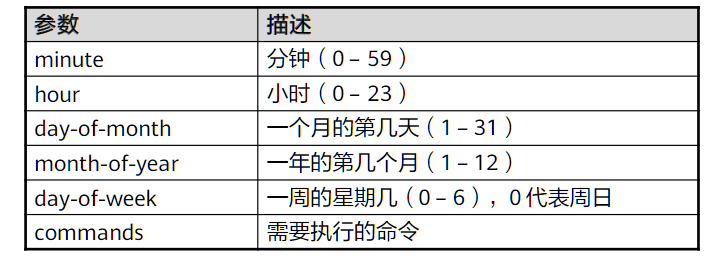 参数 描述
minute 分钟（0 – 59）
hour 小时（0 – 23）
day-of-month 一个月的第几天（1 – 31）
month-of-year 一年的第几个月（1 – 12）
day-of-week 一周的星期几（0 – 6），0 代表周日
commands 需要执行的命令